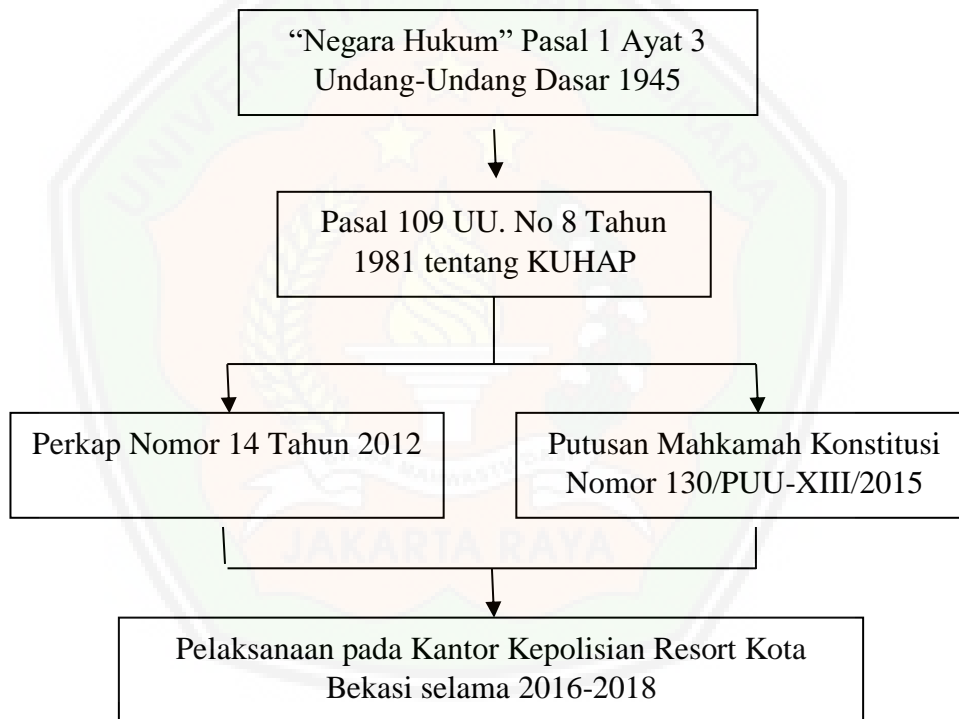 “Negara Hukum” Pasal 1 Ayat 3
Undang-Undang Dasar 1945
Pasal 109 UU. No 8 Tahun
1981 tentang KUHAP
Perkap Nomor 14 Tahun 2012
Putusan Mahkamah Konstitusi
Nomor 130/PUU-XIII/2015
JAKARTA RAYA
Pelaksanaan pada Kantor Kepolisian Resort Kota
Bekasi selama 2016-2018